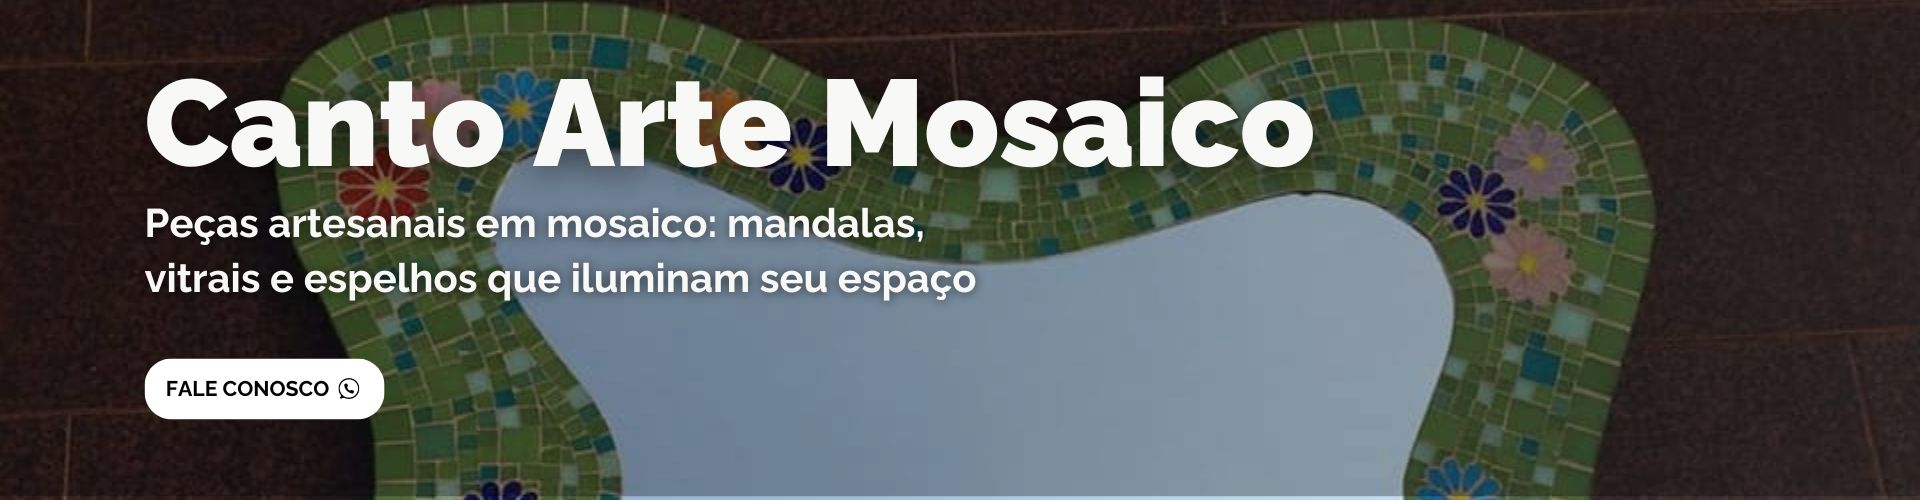 Canto Arte Mosaico
Peças artesanais em mosaico: mandalas,
vitrais e espelhos que iluminam seu espaço
FALE CONOSCO